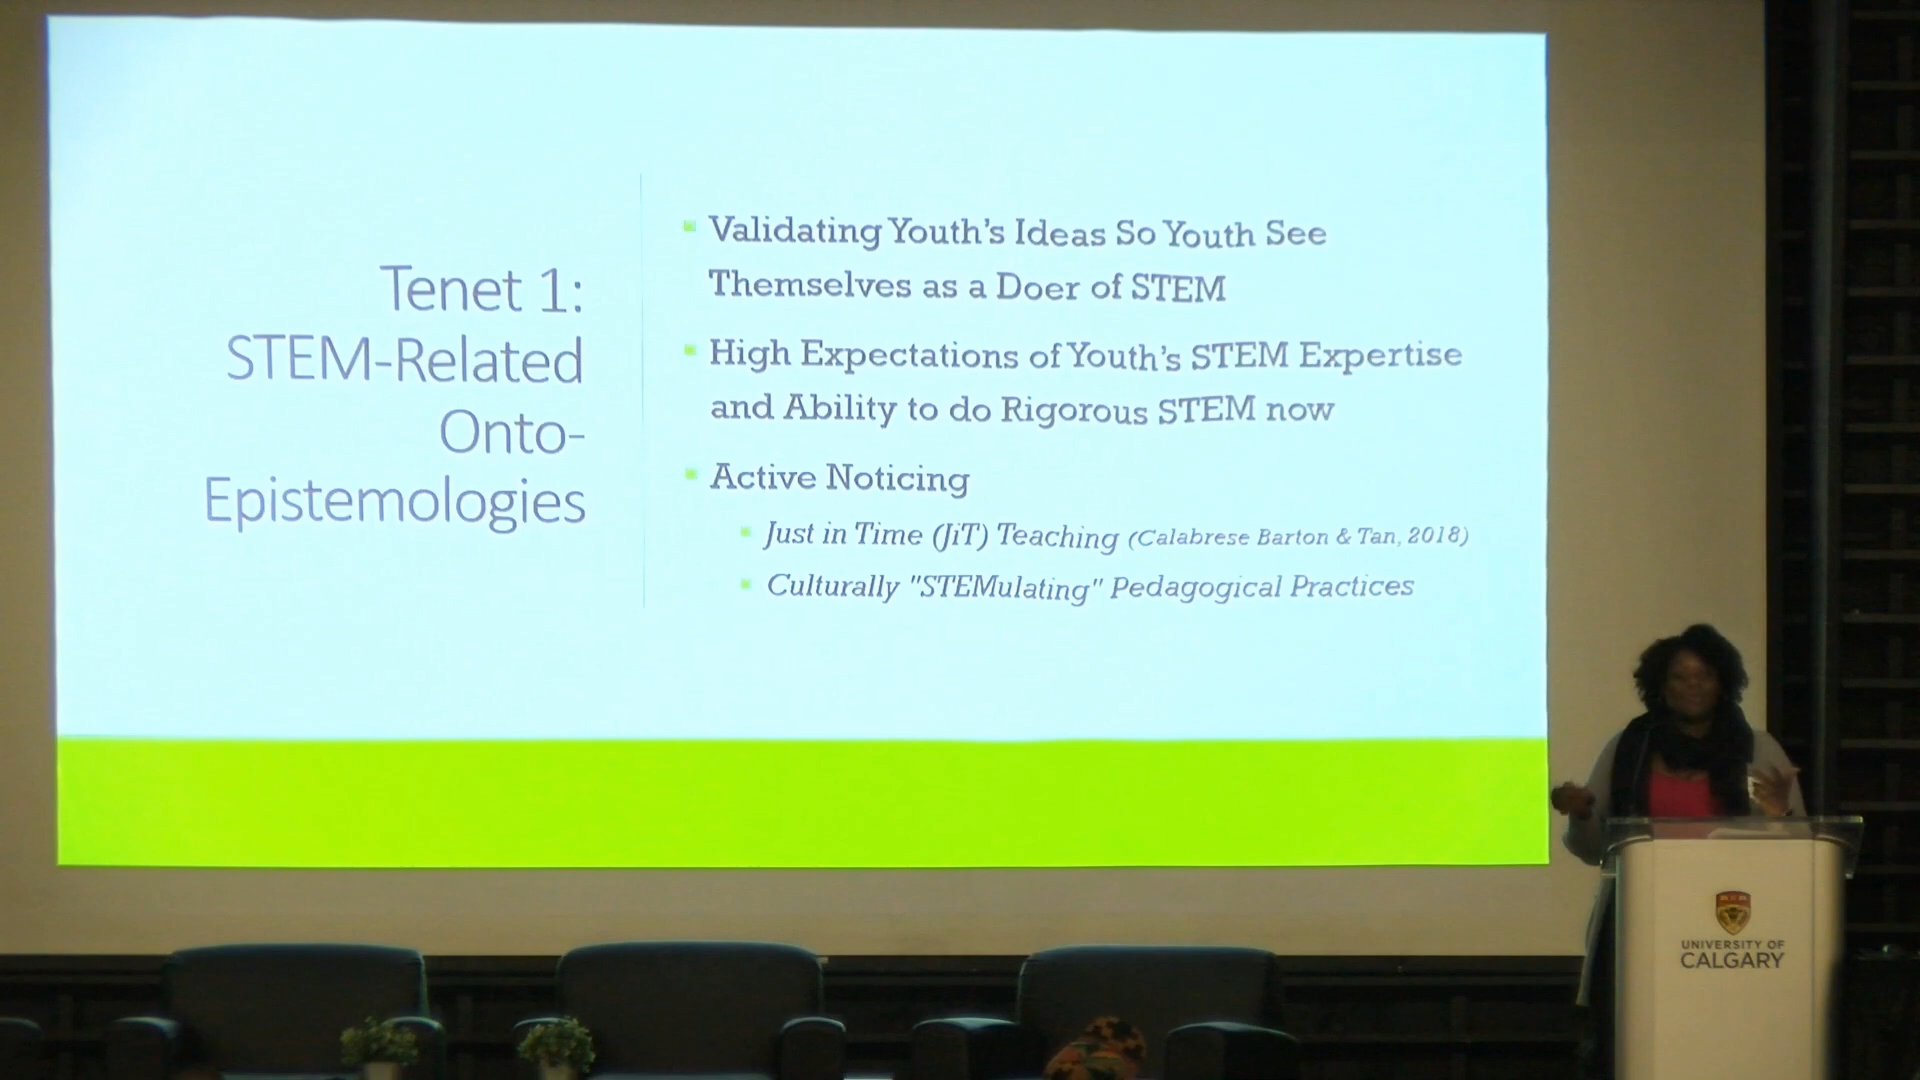 Tenet 1:
STEM-Related
Onto-
Epistemologies
Validating Youth's Ideas So Youth See
Themselves as a Doer of STEM
High Expectations of Youth's STEM Expertise
and Ability to do Rigorous STEM now
Active Noticing
Just in Time (JiT) Teaching (Calabrese Barton & Tan, 2018)
Culturally "STEMulating" Pedagogical Practices
UNIVERSITY OF
CALGARY